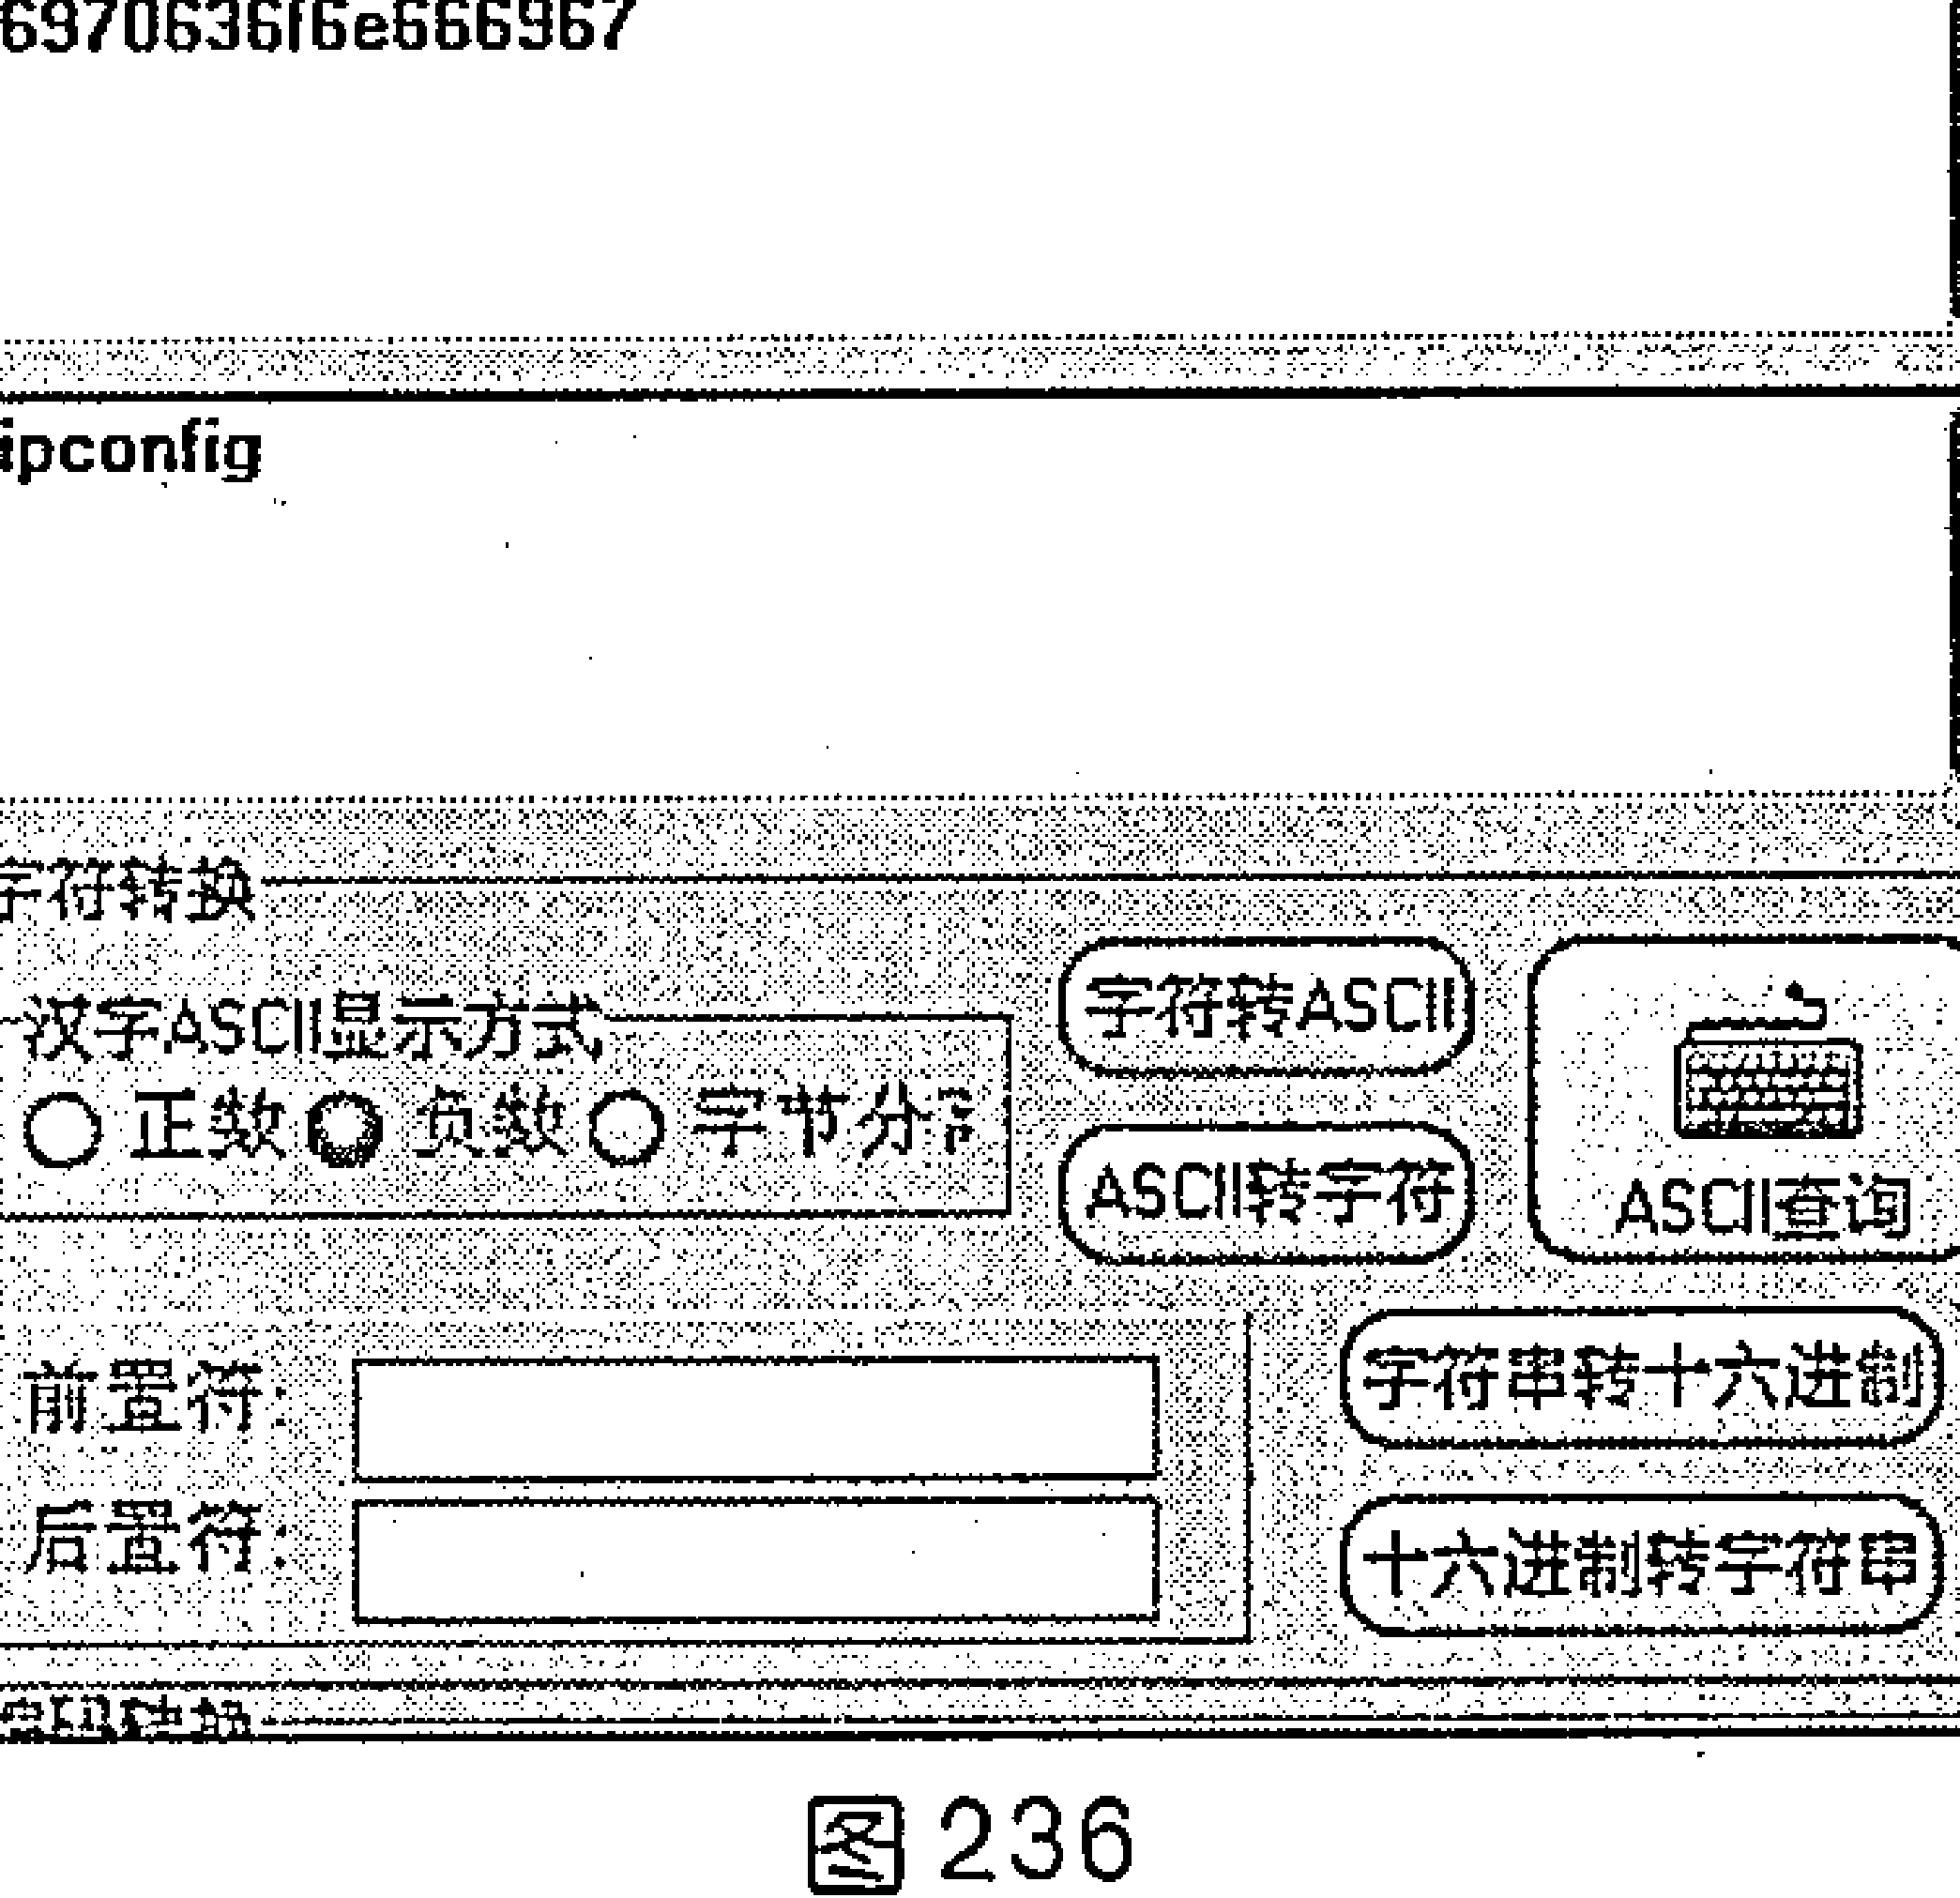 6970636f6e666967
ipconfig
字符转换
汉字ASCII显示方式
正数 负数 字节分
字符转ASCII
ASCII转字符
ASCII查询
前置符:
后置符:
字符串转十六进制
十六进制转字符串
图 236